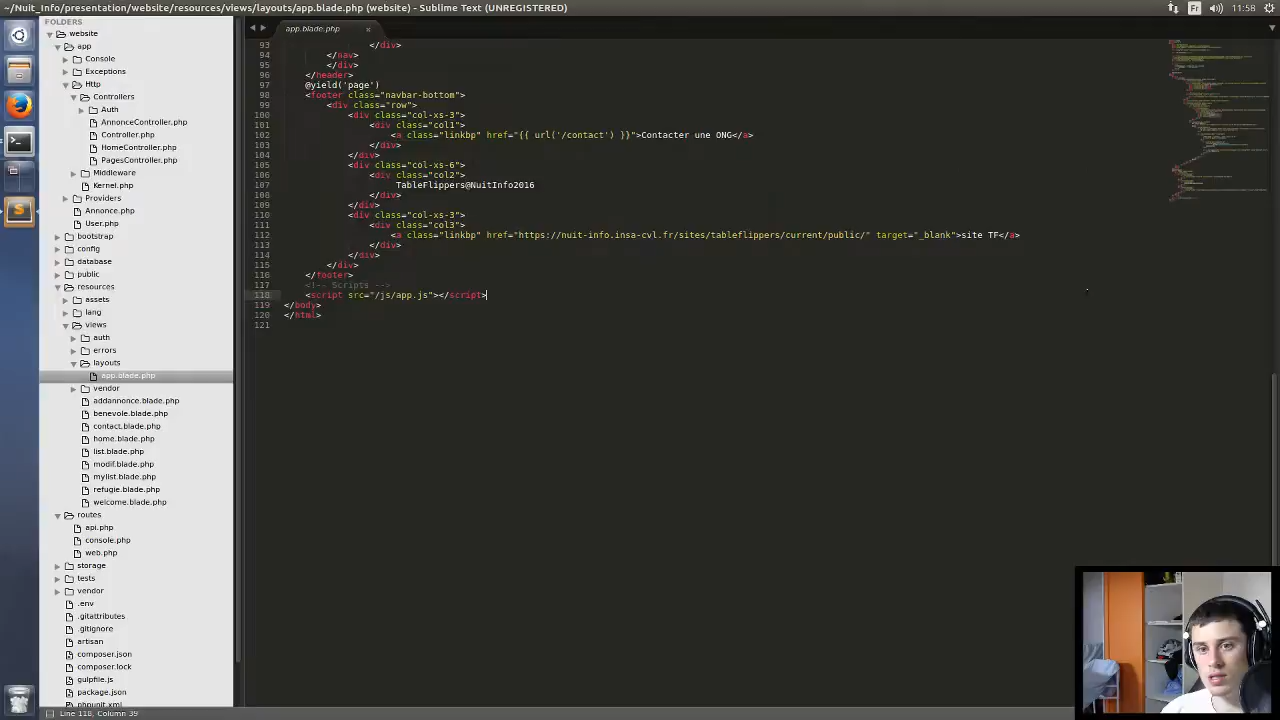 ~/Nuit_Info/presentation/website/resources/views/layouts/app.blade.php (website) - Sublime Text (UNREGISTERED)
Fr
11:58
FOLDERS
website
app
Console
Exceptions
Http
Controllers
Auth
AnnonceController.php
Controller.php
HomeController.php
PagesController.php
Middleware
Kernel.php
Providers
Annonce.php
User.php
bootstrap
config
database
public
resources
assets
lang
views
auth
errors
layouts
app.blade.php
vendor
addannonce.blade.php
benevole.blade.php
contact.blade.php
home.blade.php
list.blade.php
modif.blade.php
mylist.blade.php
refugie.blade.php
welcome.blade.php
routes
api.php
console.php
web.php
storage
tests
vendor
.env
.gitattributes
.gitignore
artisan
composer.json
composer.lock
gulpfile.js
package.json
phpunit.xml
app.blade.php ×
93 </div>
94 </nav>
95 </div>
96 </header>
97 @yield('page')
98 <footer class="navbar-bottom">
99 <div class="row">
100 <div class="col-xs-3">
101 <div class="col1">
102 <a class="linkbp" href="{{ url('/contact') }}">Contacter une ONG</a>
103 </div>
104 </div>
105 <div class="col-xs-6">
106 <div class="col2">
107 TableFlippers@NuitInfo2016
108 </div>
109 </div>
110 <div class="col-xs-3">
111 <div class="col3">
112 <a class="linkbp" href="https://nuit-info.insa-cvl.fr/sites/tableflippers/current/public/" target="_blank">site TF</a>
113 </div>
114 </div>
115 </div>
116 </footer>
117 <!-- Scripts -->
118 <script src="/js/app.js"></script>
119 </body>
120 </html>
121
Line 118, Column 39